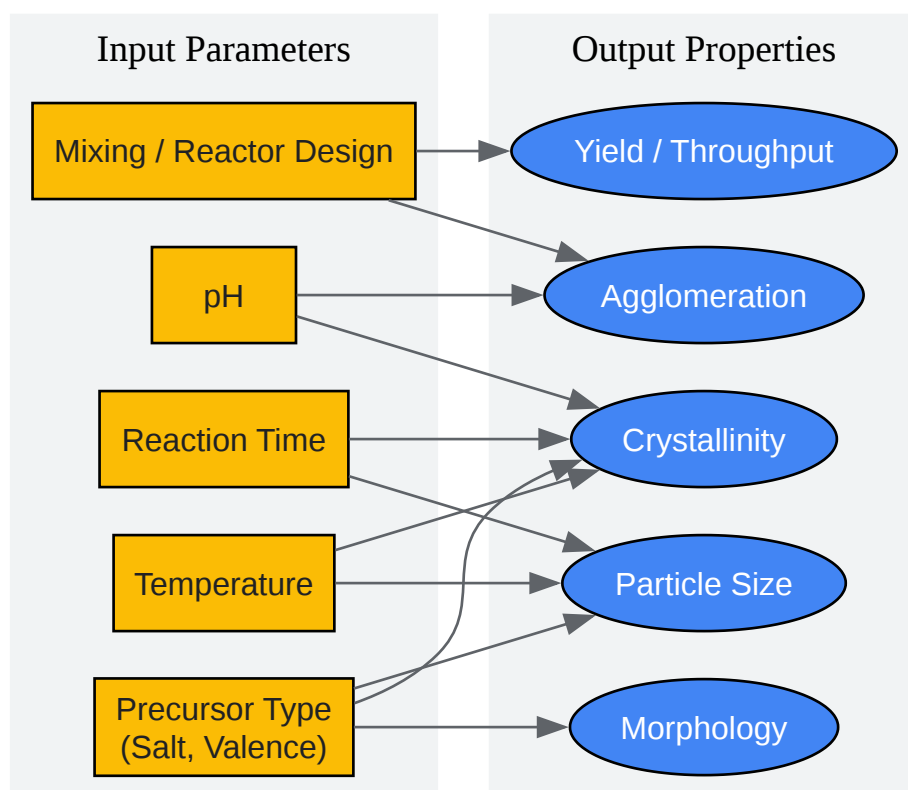 Input Parameters
Output Properties
Mixing / Reactor Design
Yield / Throughput
pH
Agglomeration
Reaction Time
Crystallinity
Temperature
Particle Size
Precursor Type
(Salt, Valence)
Morphology